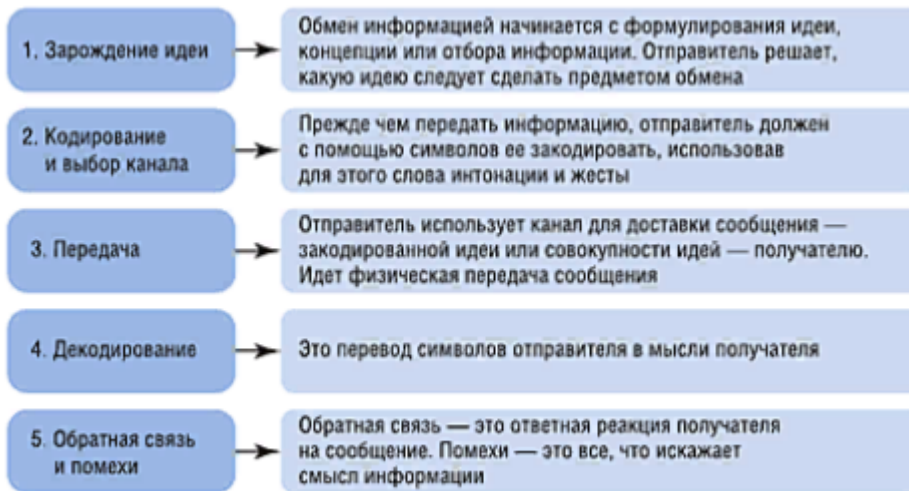 1. Зарождение идеи
Обмен информацией начинается с формулирования идеи,
концепции или отбора информации. Отправитель решает,
какую идею следует сделать предметом обмена
2. Кодирование
и выбор канала
Прежде чем передать информацию, отправитель должен
с помощью символов ее закодировать, использовав
для этого слова интонации и жесты
3. Передача
Отправитель использует канал для доставки сообщения —
закодированной идеи или совокупности идей — получателю.
Идет физическая передача сообщения
4. Декодирование
Это перевод символов отправителя в мысли получателя
5. Обратная связь
и помехи
Обратная связь — это ответная реакция получателя
на сообщение. Помехи — это все, что искажает
смысл информации